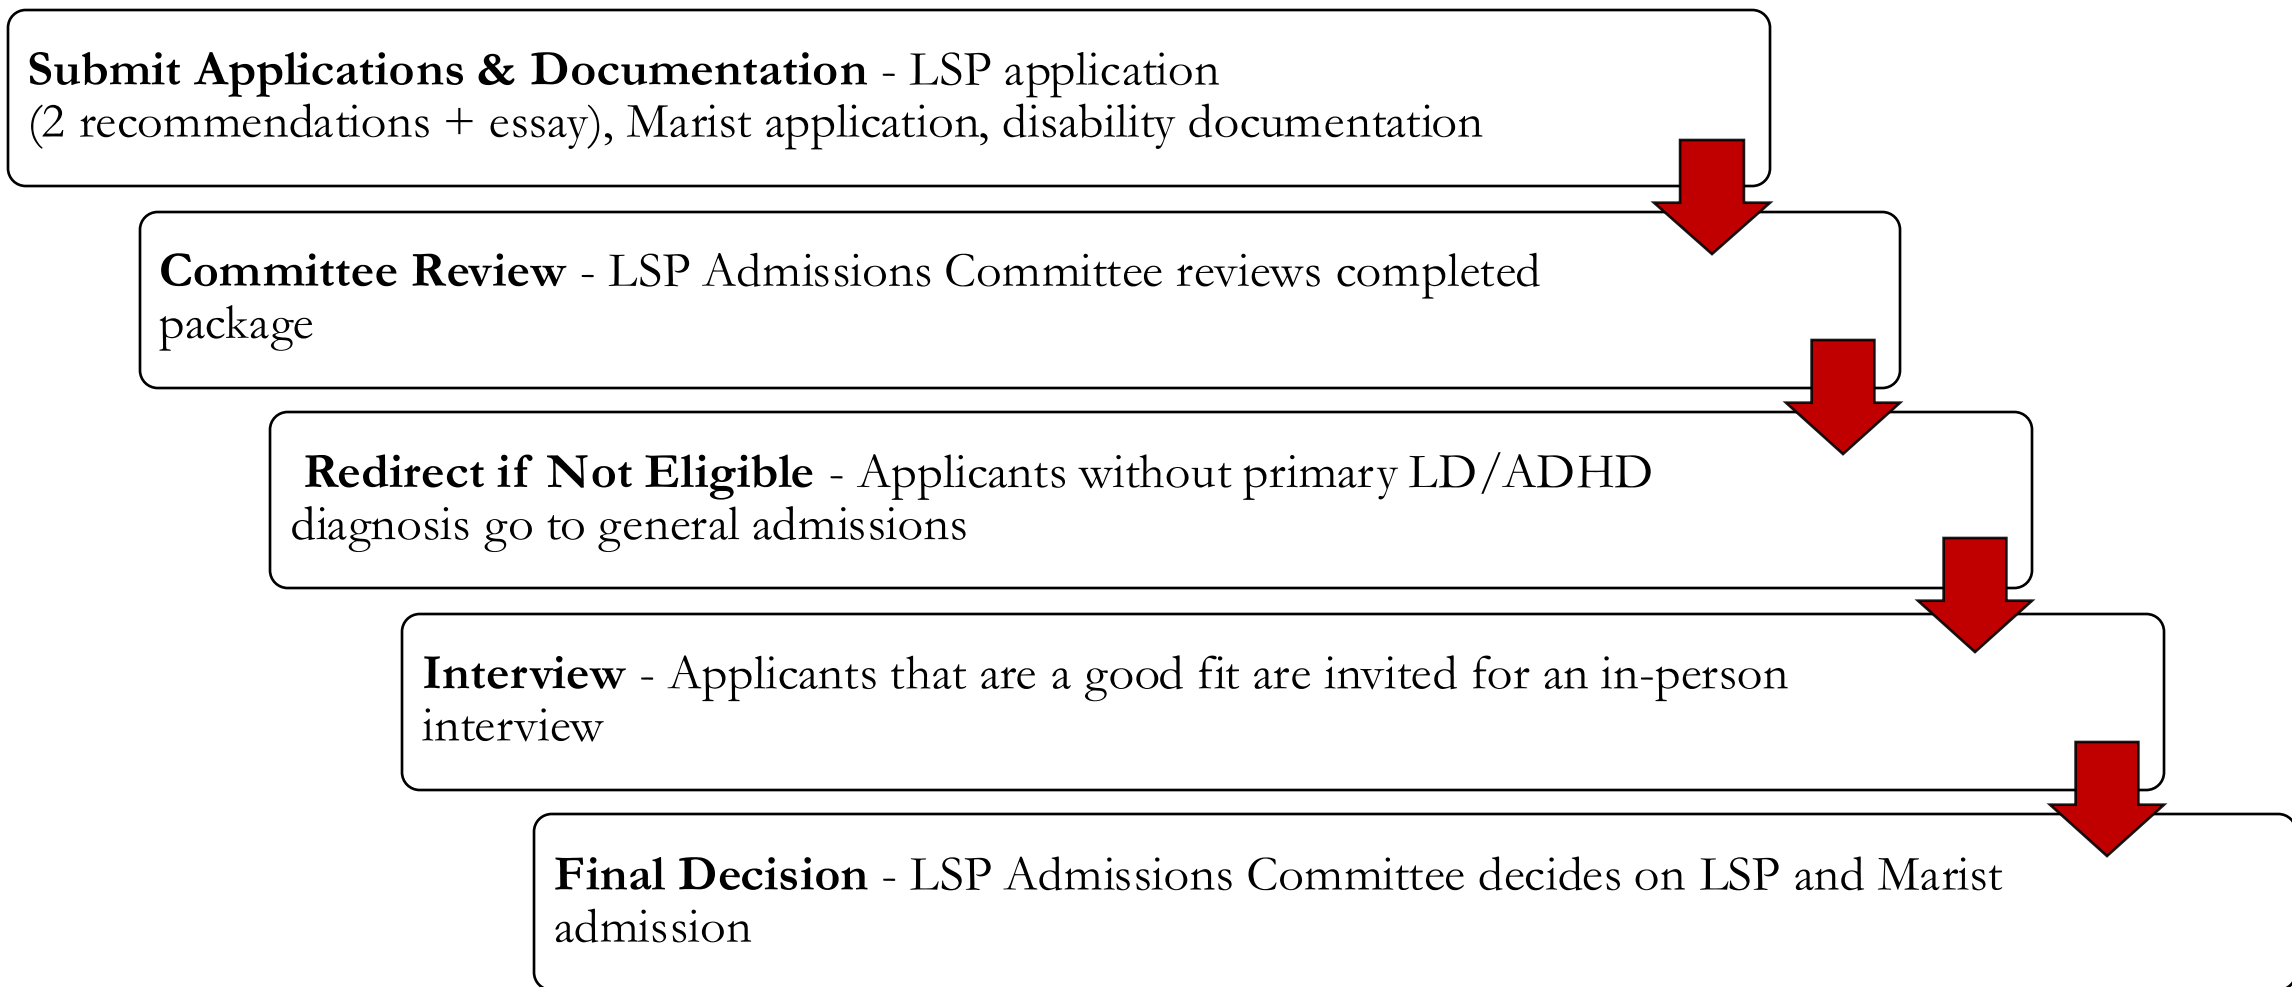 Submit Applications & Documentation - LSP application
(2 recommendations + essay), Marist application, disability documentation
Committee Review - LSP Admissions Committee reviews completed
package
Redirect if Not Eligible - Applicants without primary LD/ADHD
diagnosis go to general admissions
Interview - Applicants that are a good fit are invited for an in-person
interview
Final Decision - LSP Admissions Committee decides on LSP and Marist
admission